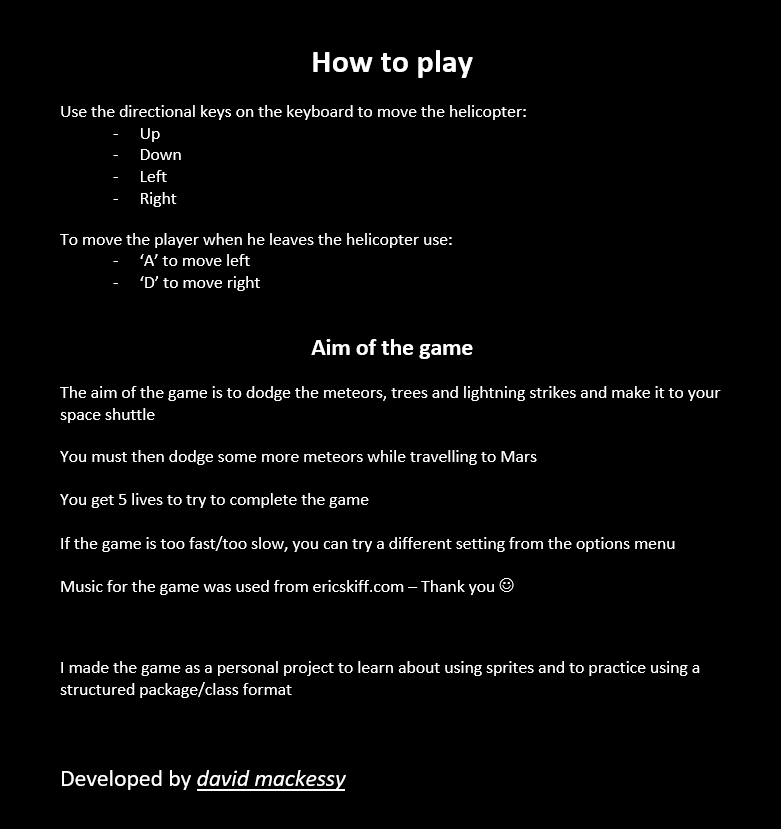 How to play
Use the directional keys on the keyboard to move the helicopter:
- Up
- Down
- Left
- Right
To move the player when he leaves the helicopter use:
- ‘A’ to move left
- ‘D’ to move right
Aim of the game
The aim of the game is to dodge the meteors, trees and lightning strikes and make it to your
space shuttle
You must then dodge some more meteors while travelling to Mars
You get 5 lives to try to complete the game
If the game is too fast/too slow, you can try a different setting from the options menu
Music for the game was used from ericskiff.com – Thank you ☺
I made the game as a personal project to learn about using sprites and to practice using a
structured package/class format
Developed by david mackessy